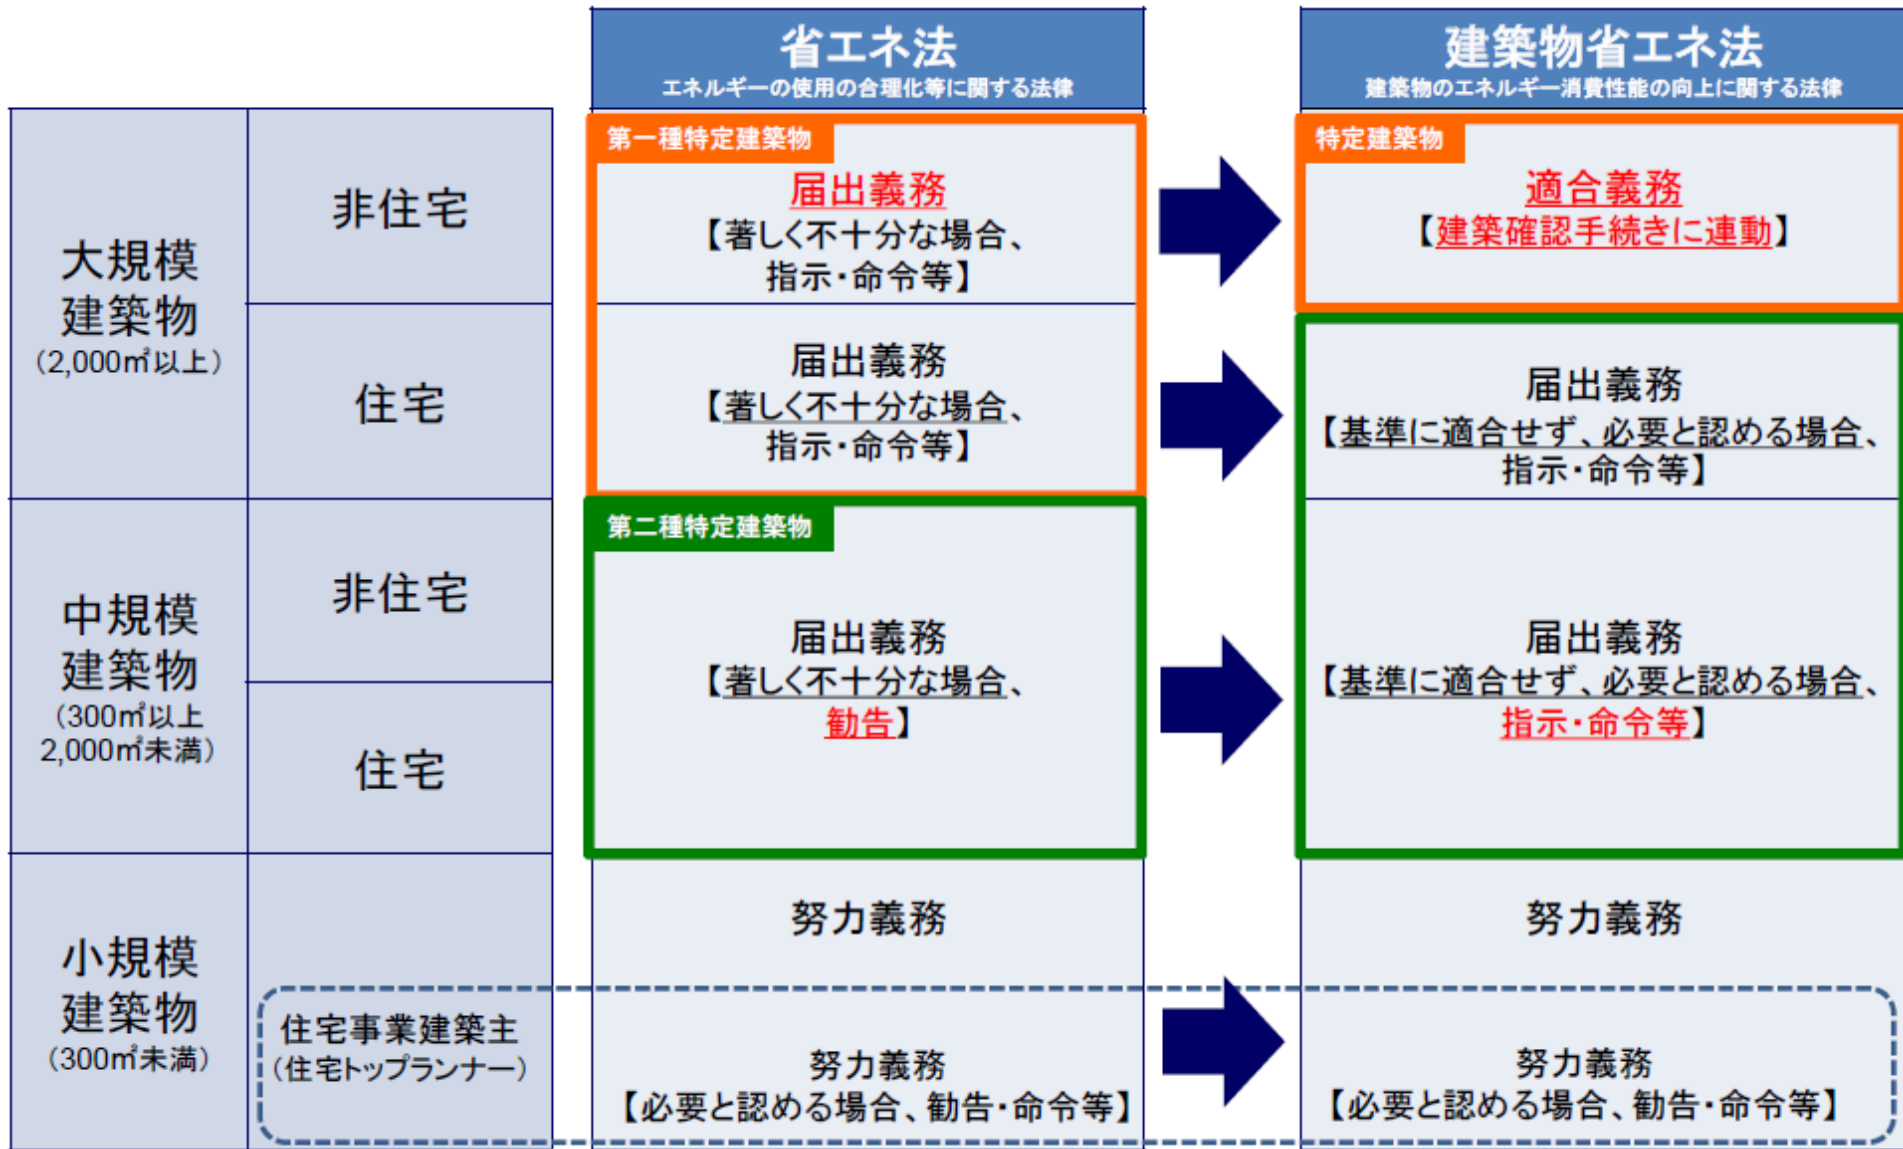 省エネ法
エネルギーの使用の合理化等に関する法律
建築物省エネ法
建築物のエネルギー消費性能の向上に関する法律
大規模
建築物
（2,000㎡以上）
非住宅
第一種特定建築物
届出義務
【著しく不十分な場合、
指示・命令等】
特定建築物
適合義務
【建築確認手続きに連動】
住宅
届出義務
【著しく不十分な場合、
指示・命令等】
届出義務
【基準に適合せず、必要と認める場合、
指示・命令等】
中規模
建築物
（300㎡以上
2,000㎡未満）
非住宅
住宅
第二種特定建築物
届出義務
【著しく不十分な場合、
勧告】
届出義務
【基準に適合せず、必要と認める場合、
指示・命令等】
小規模
建築物
（300㎡未満）
努力義務
努力義務
住宅事業建築主
（住宅トップランナー）
努力義務
【必要と認める場合、勧告・命令等】
努力義務
【必要と認める場合、勧告・命令等】